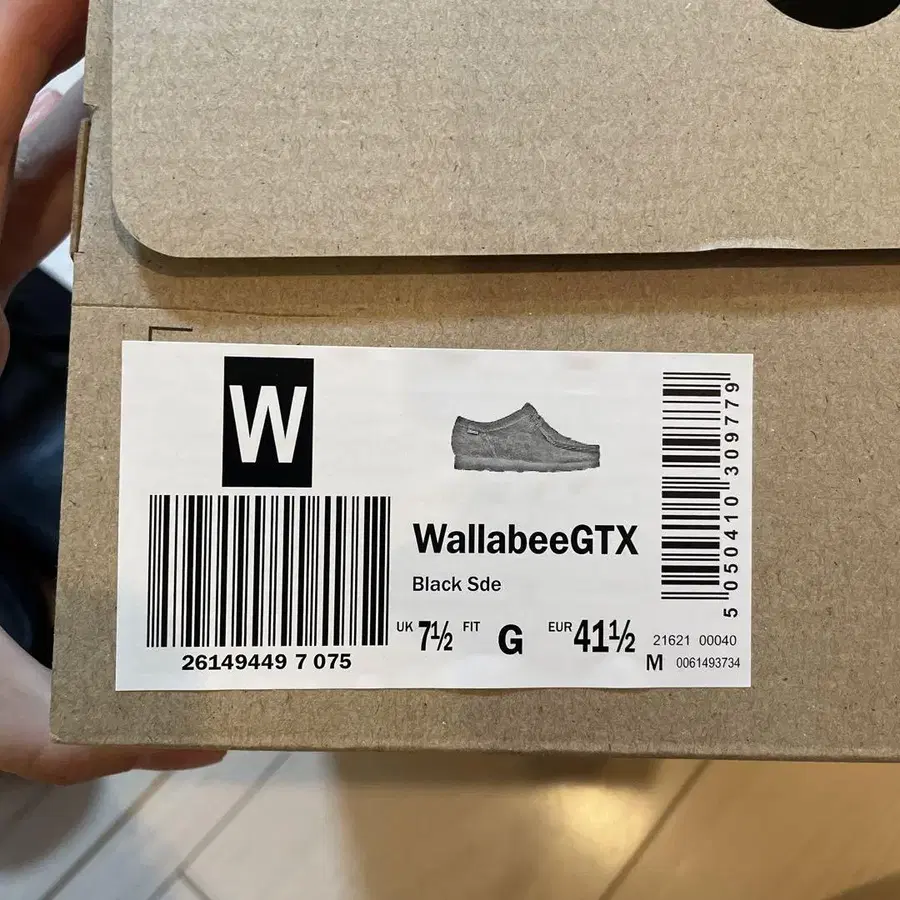 W
26149449 7 075
WallabeeGTX
Black Sde
UK 7½ FIT G EUR 41½
5 050410 309779
21621 00040
M 0061493734